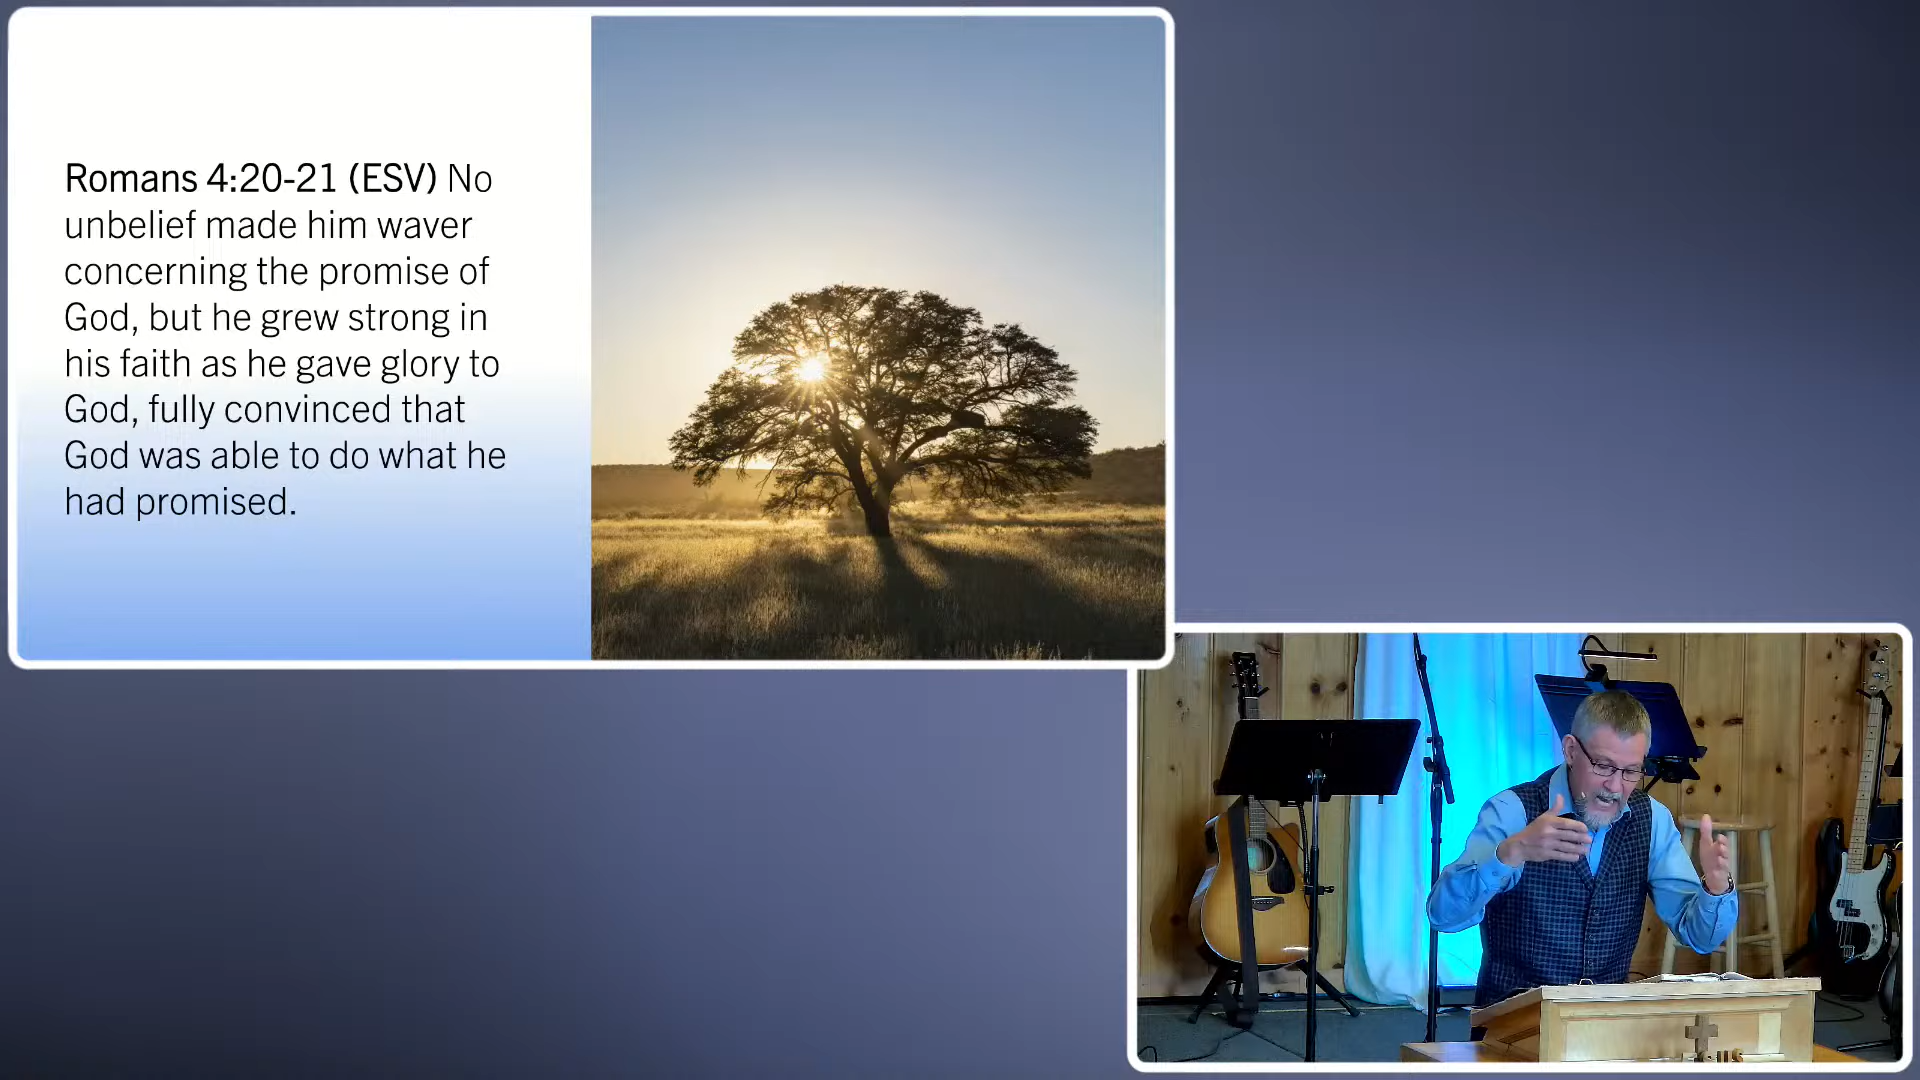 Romans 4:20-21 (ESV) No
unbelief made him waver
concerning the promise of
God, but he grew strong in
his faith as he gave glory to
God, fully convinced that
God was able to do what he
had promised.